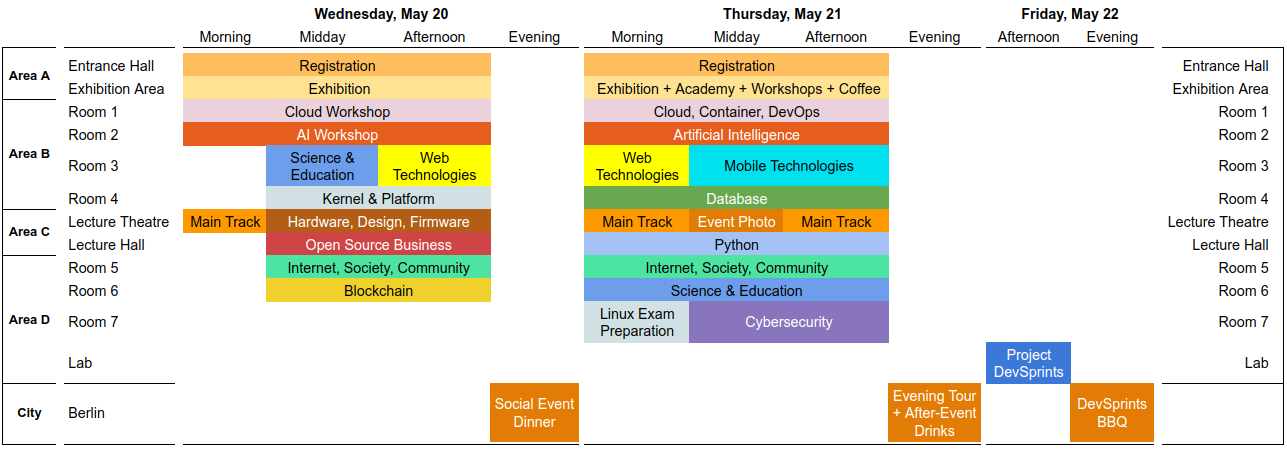 Wednesday, May 20 Thursday, May 21 Friday, May 22
Morning Midday Afternoon Evening Morning Midday Afternoon Evening Afternoon Evening
Area A
Entrance Hall Registration Registration Entrance Hall
Exhibition Area Exhibition Exhibition + Academy + Workshops + Coffee Exhibition Area
Area B
Room 1 Cloud Workshop Cloud, Container, DevOps Room 1
Room 2 AI Workshop Artificial Intelligence Room 2
Room 3
Science &
Education
Web
Technologies
Web
Technologies
Mobile Technologies
Room 3
Room 4 Kernel & Platform Database Room 4
Area C
Lecture Theatre Main Track Hardware, Design, Firmware Main Track Event Photo Main Track Lecture Theatre
Lecture Hall Open Source Business Python Lecture Hall
Area D
Room 5 Internet, Society, Community Internet, Society, Community Room 5
Room 6 Blockchain Science & Education Room 6
Room 7
Linux Exam
Preparation
Cybersecurity
Room 7
Lab
Project
DevSprints
Lab
City
Berlin
Social Event
Dinner
Evening Tour
+ After-Event
Drinks
DevSprints
BBQ